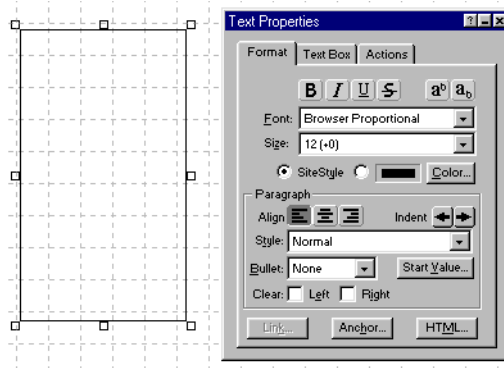 Text Properties
Format Text Box Actions
B I U S aᵇ aᵦ
Font: Browser Proportional
Size: 12 (+0)
SiteStyle Color...
Paragraph
Align Indent
Style: Normal
Bullet: None Start Value...
Clear: Left Right
Link... Anchor... HTML...